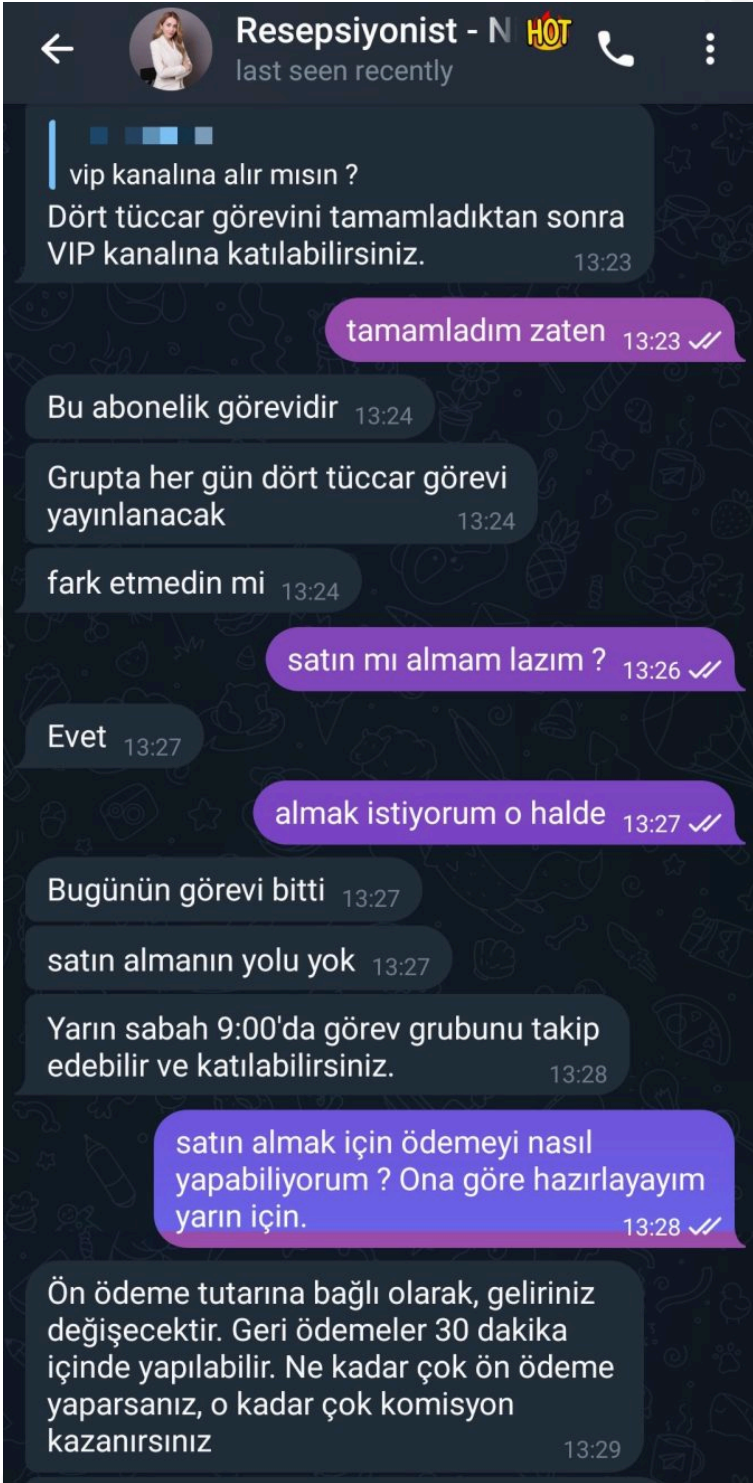 Resepsiyonist - N HOT
last seen recently
vip kanalına alır mısın ?
Dört tüccar görevini tamamladıktan sonra
VIP kanalına katılabilirsiniz. 13:23
tamamladım zaten 13:23
Bu abonelik görevidir 13:24
Grupta her gün dört tüccar görevi
yayınlanacak 13:24
fark etmedin mi 13:24
satın mı almam lazım ? 13:26
Evet 13:27
almak istiyorum o halde 13:27
Bugünün görevi bitti 13:27
satın almanın yolu yok 13:27
Yarın sabah 9:00'da görev grubunu takip
edebilir ve katılabilirsiniz. 13:28
satın almak için ödemeyi nasıl
yapabiliyorum ? Ona göre hazırlayayım
yarın için. 13:28
Ön ödeme tutarına bağlı olarak, geliriniz
değişecektir. Geri ödemeler 30 dakika
içinde yapılabilir. Ne kadar çok ön ödeme
yaparsanız, o kadar çok komisyon
kazanırsınız 13:29